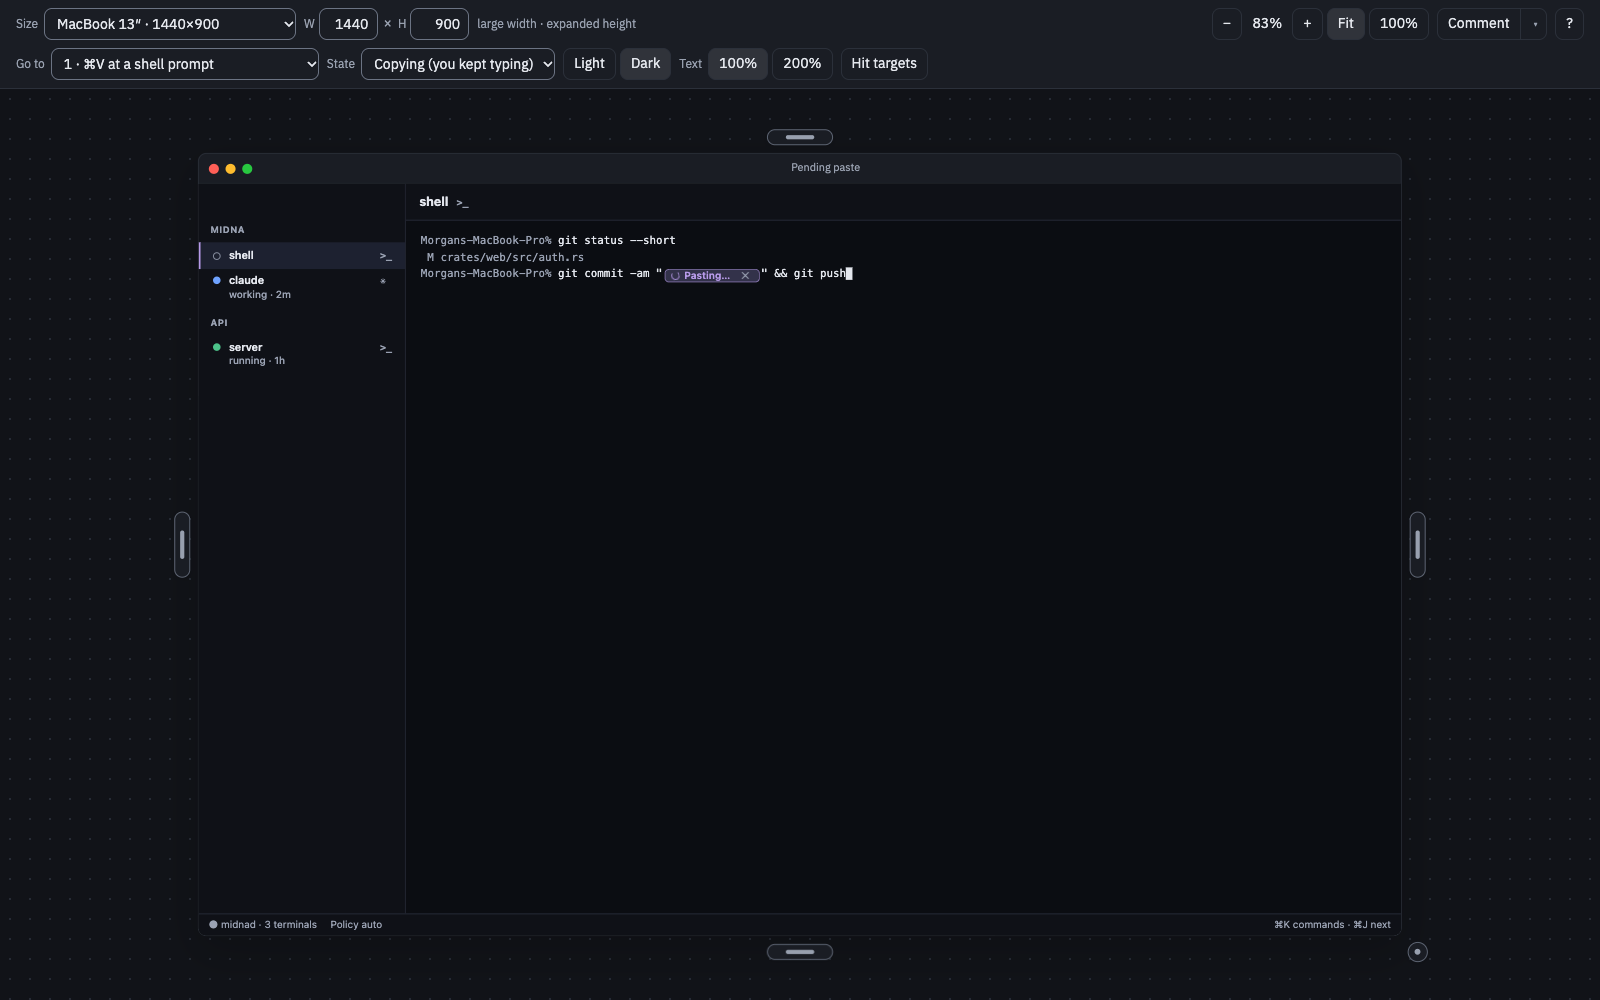 Size MacBook 13″ · 1440×900 W 1440 × H 900 large width · expanded height − 83% + Fit 100% Comment ?
Go to 1 · ⌘V at a shell prompt State Copying (you kept typing) Light Dark Text 100% 200% Hit targets
Pending paste
shell >_
MIDNA
shell >_
claude
working · 2m
API
server >_
running · 1h
Morgans-MacBook-Pro% git status --short
M crates/web/src/auth.rs
Morgans-MacBook-Pro% git commit -am "Pasting… ×" && git push
midnad · 3 terminals Policy auto ⌘K commands · ⌘J next